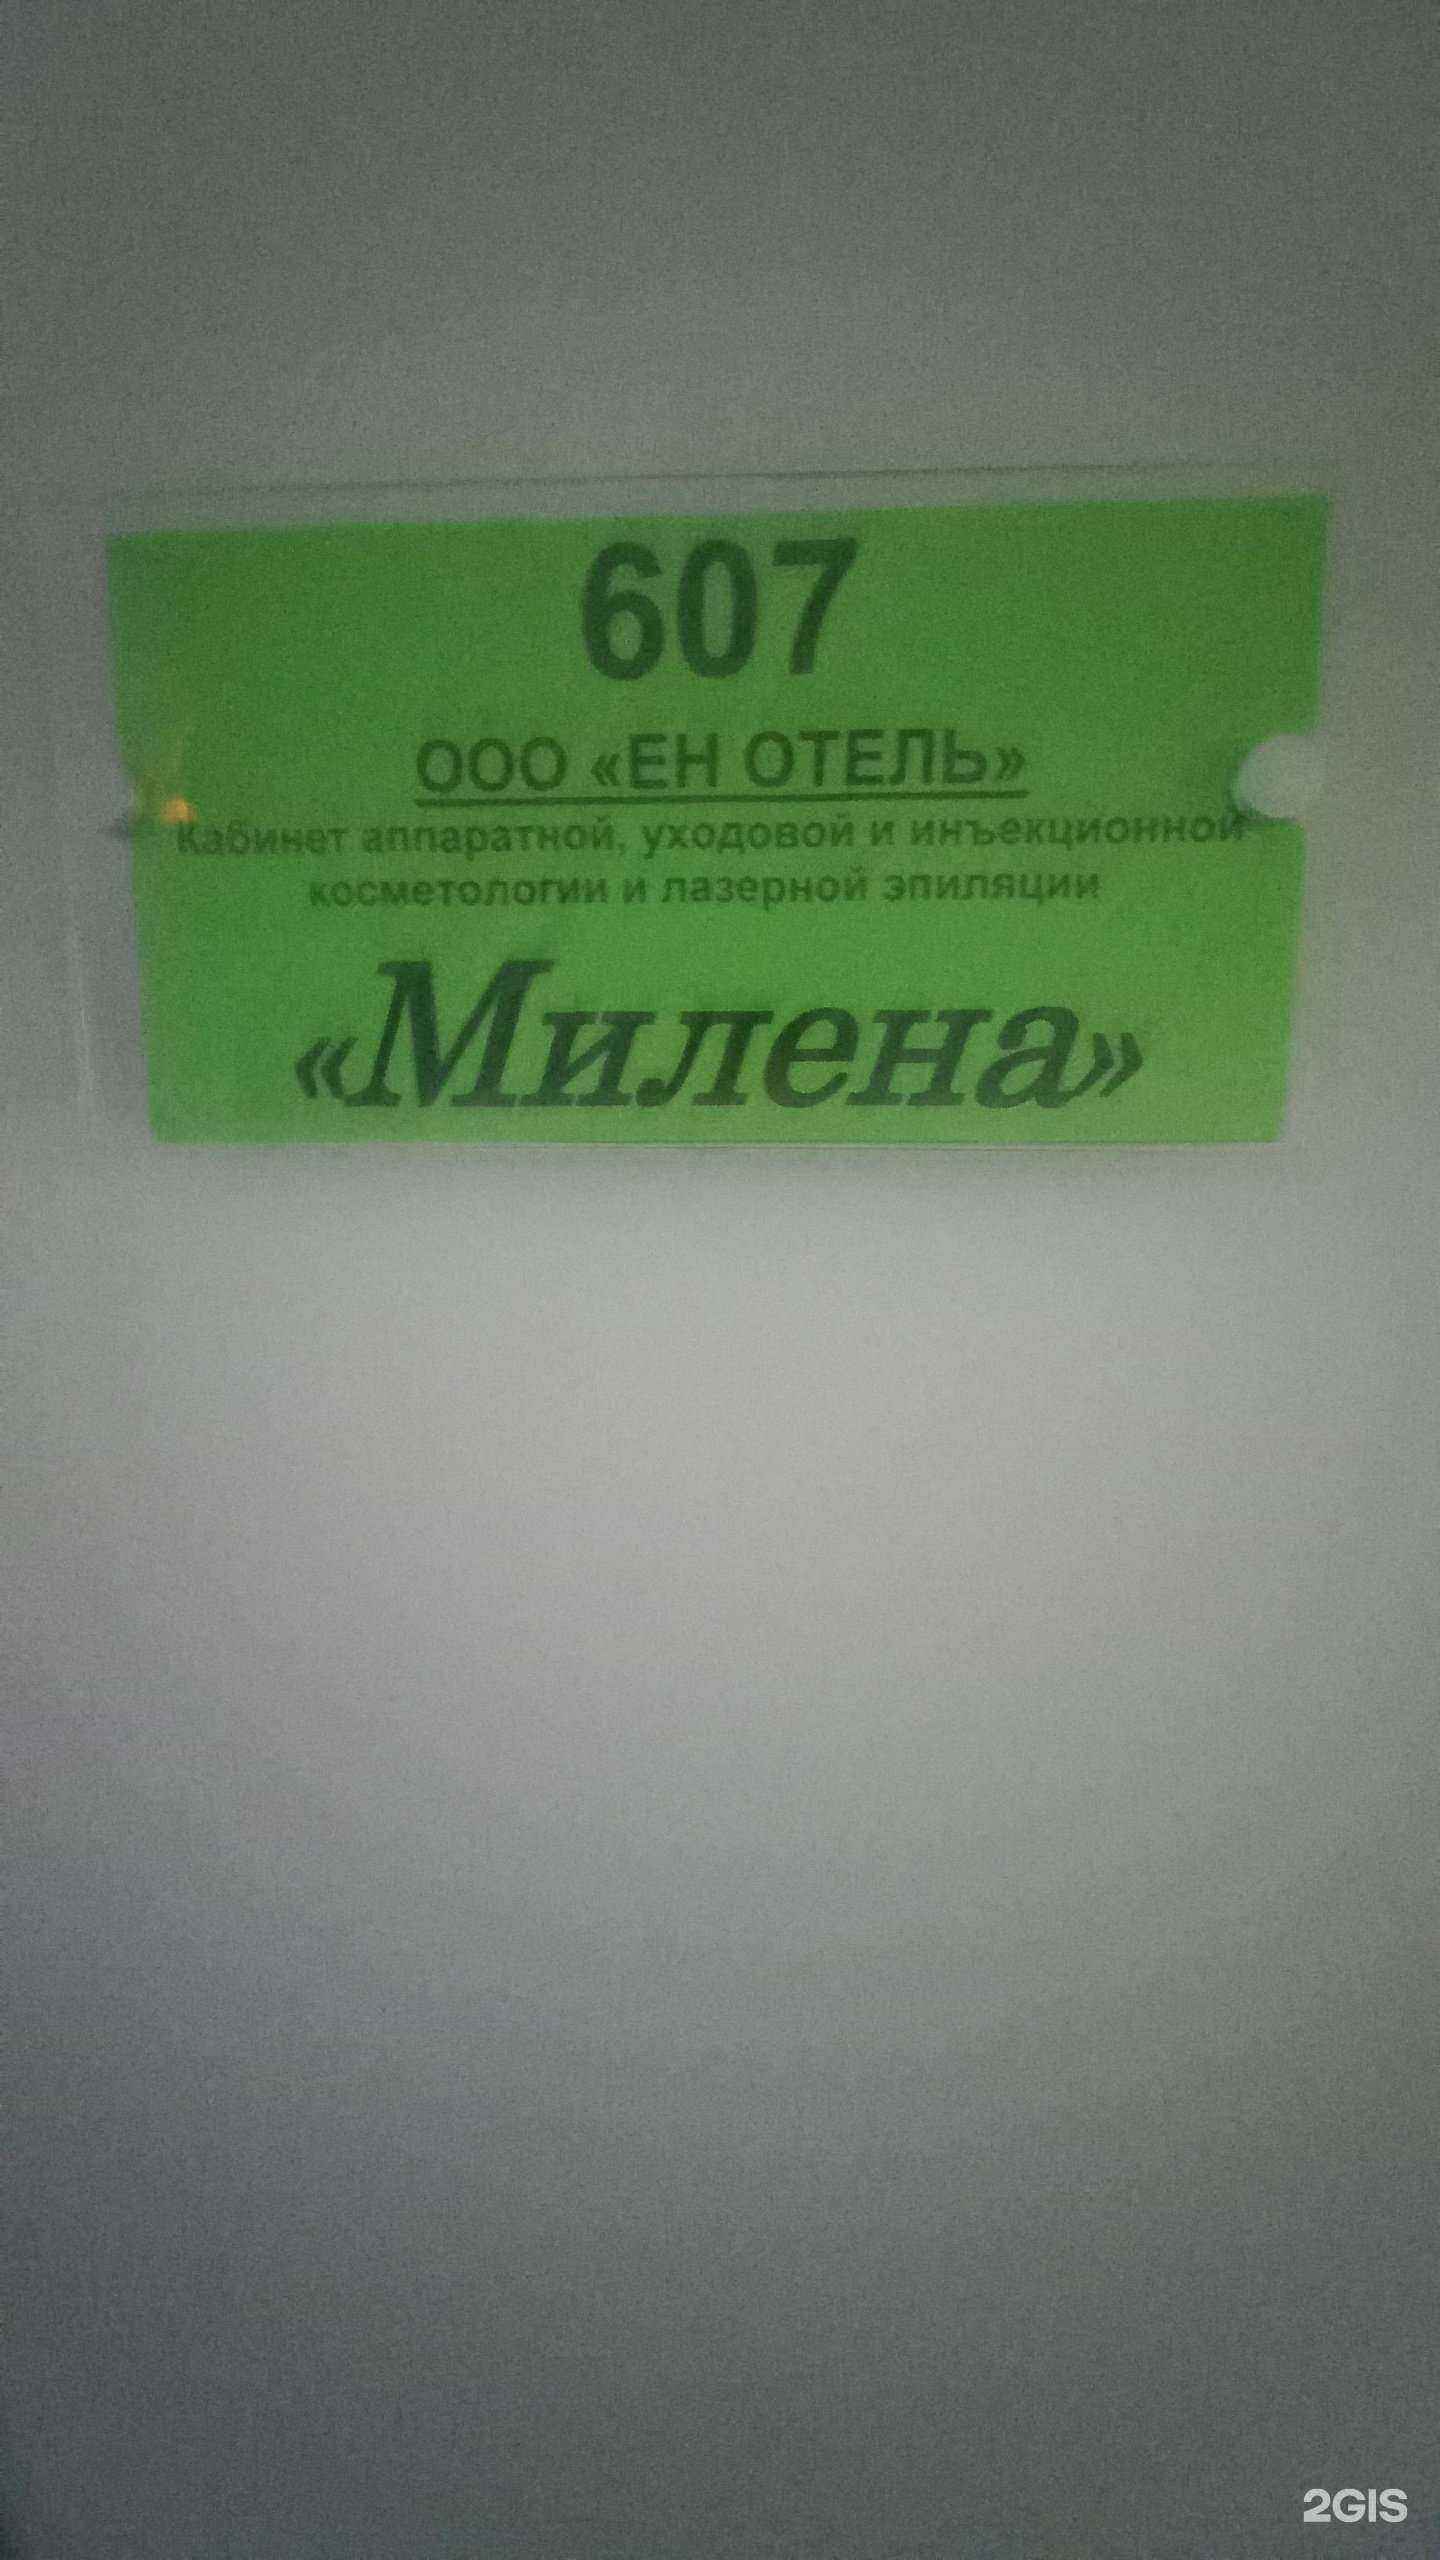 607
ООО «ЕН ОТЕЛЬ»
Кабинет аппаратной, уходовой и инъекционной
косметологии и лазерной эпиляции
«Милена»
2GIS